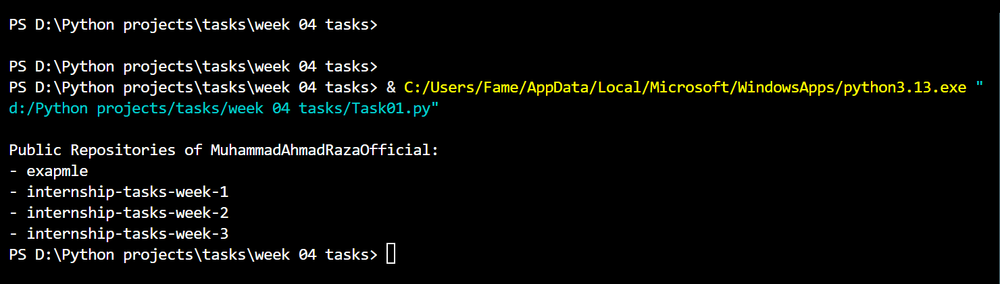 PS D:\Python projects\tasks\week 04 tasks>
PS D:\Python projects\tasks\week 04 tasks>
PS D:\Python projects\tasks\week 04 tasks> & C:/Users/Fame/AppData/Local/Microsoft/WindowsApps/python3.13.exe "
d:/Python projects/tasks/week 04 tasks/Task01.py"
Public Repositories of MuhammadAhmadRazaOfficial:
- exapmle
- internship-tasks-week-1
- internship-tasks-week-2
- internship-tasks-week-3
PS D:\Python projects\tasks\week 04 tasks>